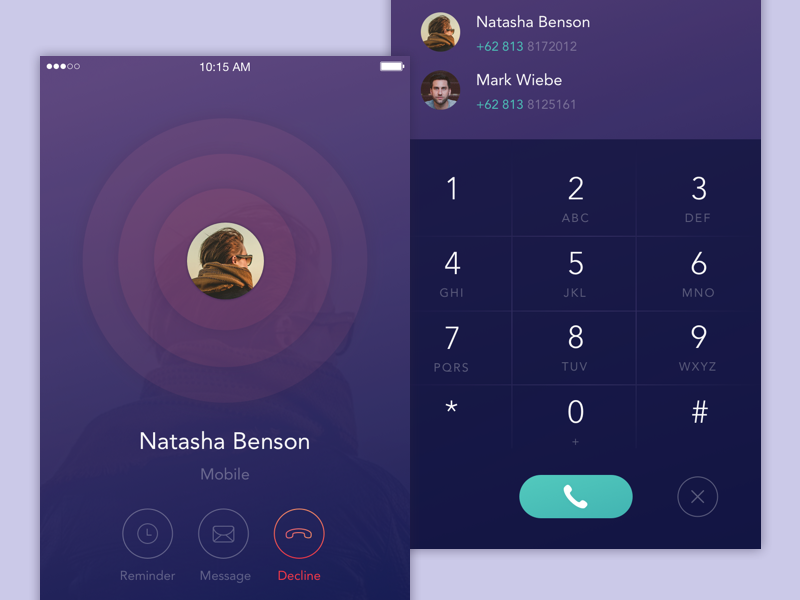 10:15 AM
Natasha Benson
Mobile
Reminder Message Decline
Natasha Benson
+62 813 8172012
Mark Wiebe
+62 813 8125161
1 2 3
ABC DEF
4 5 6
GHI JKL MNO
7 8 9
PQRS TUV WXYZ
* 0 #
+